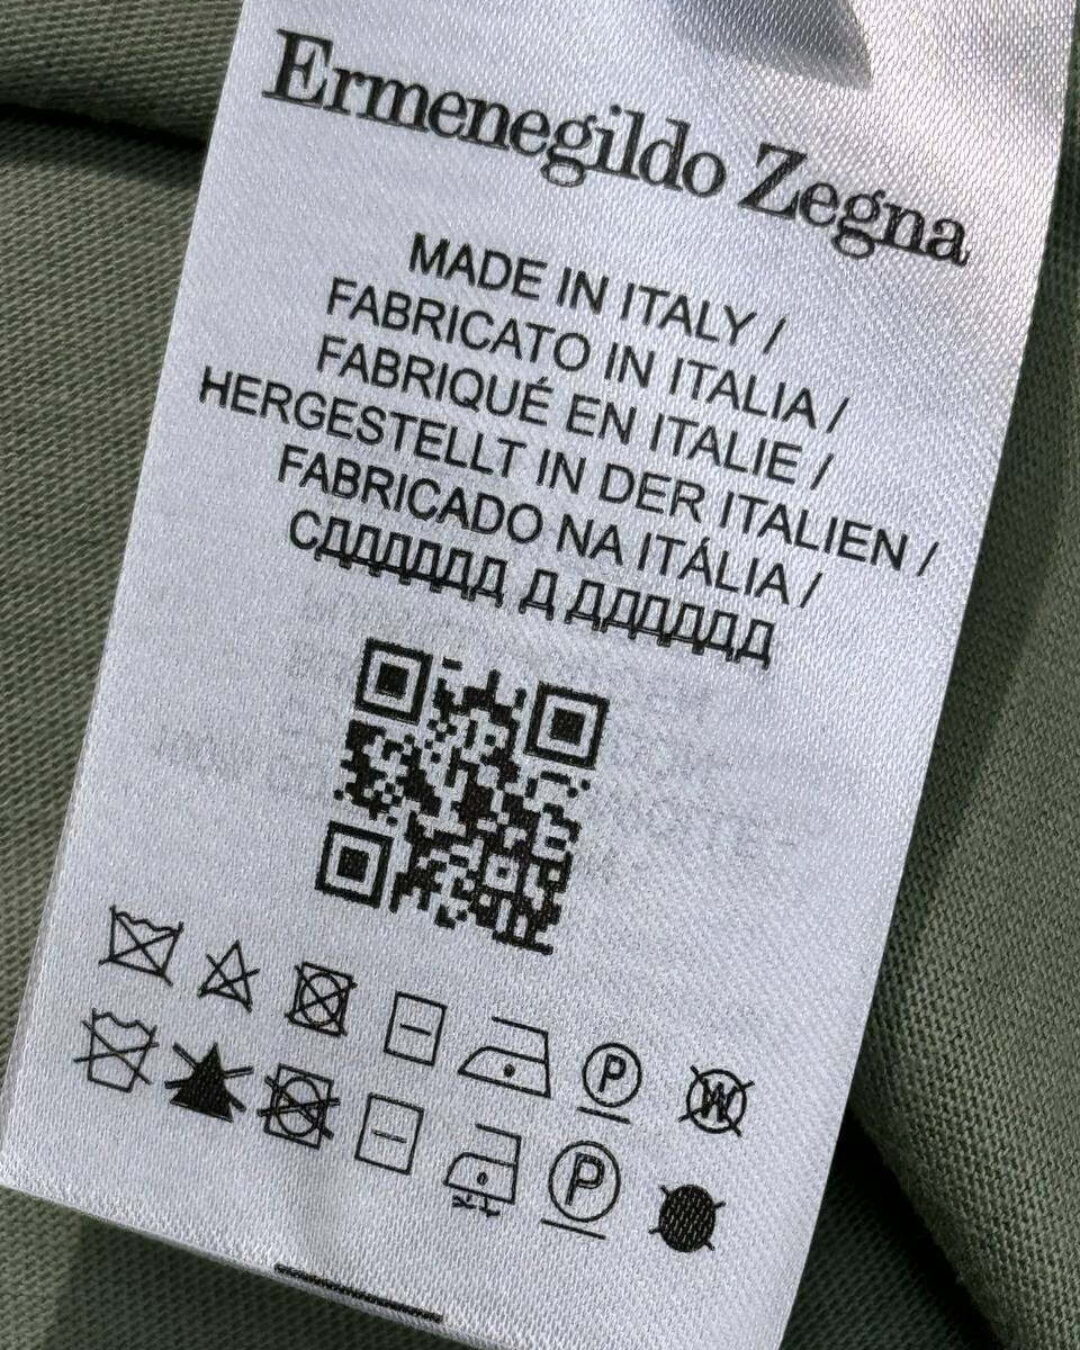 Ermenegildo Zegna
MADE IN ITALY /
FABRICATO IN ITALIA /
FABRIQUÉ EN ITALIE /
HERGESTELLT IN DER ITALIEN /
FABRICADO NA ITÁLIA /
СДДДДДД Д ДДДДДД
P
W
P